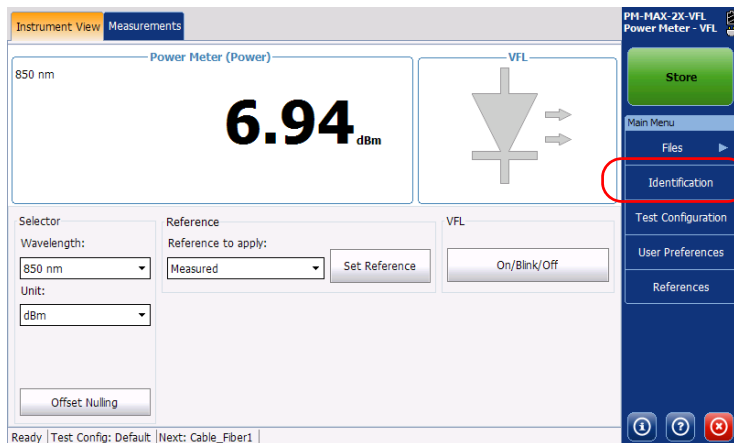 Instrument View Measurements
PM-MAX-2X-VFL
Power Meter - VFL
Power Meter (Power)
VFL
850 nm
6.94 dBm
Store
Main Menu
Files
Identification
Test Configuration
User Preferences
References
Selector
Wavelength:
850 nm
Unit:
dBm
Offset Nulling
Reference
Reference to apply:
Measured
Set Reference
VFL
On/Blink/Off
Ready Test Config: Default Next: Cable_Fiber1